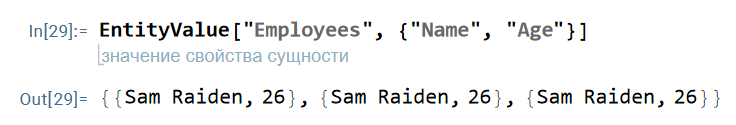 In[29]:= EntityValue["Employees", {"Name", "Age"}]
значение свойства сущности
Out[29]= {{Sam Raiden, 26}, {Sam Raiden, 26}, {Sam Raiden, 26}}